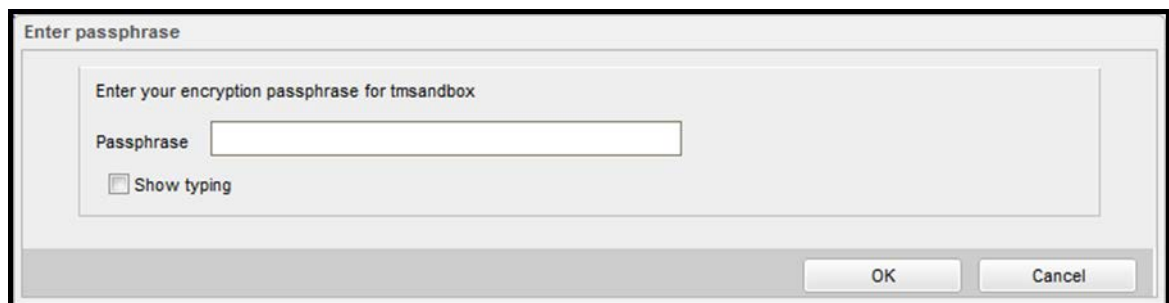 Enter passphrase
Enter your encryption passphrase for tmsandbox
Passphrase
Show typing
OK Cancel